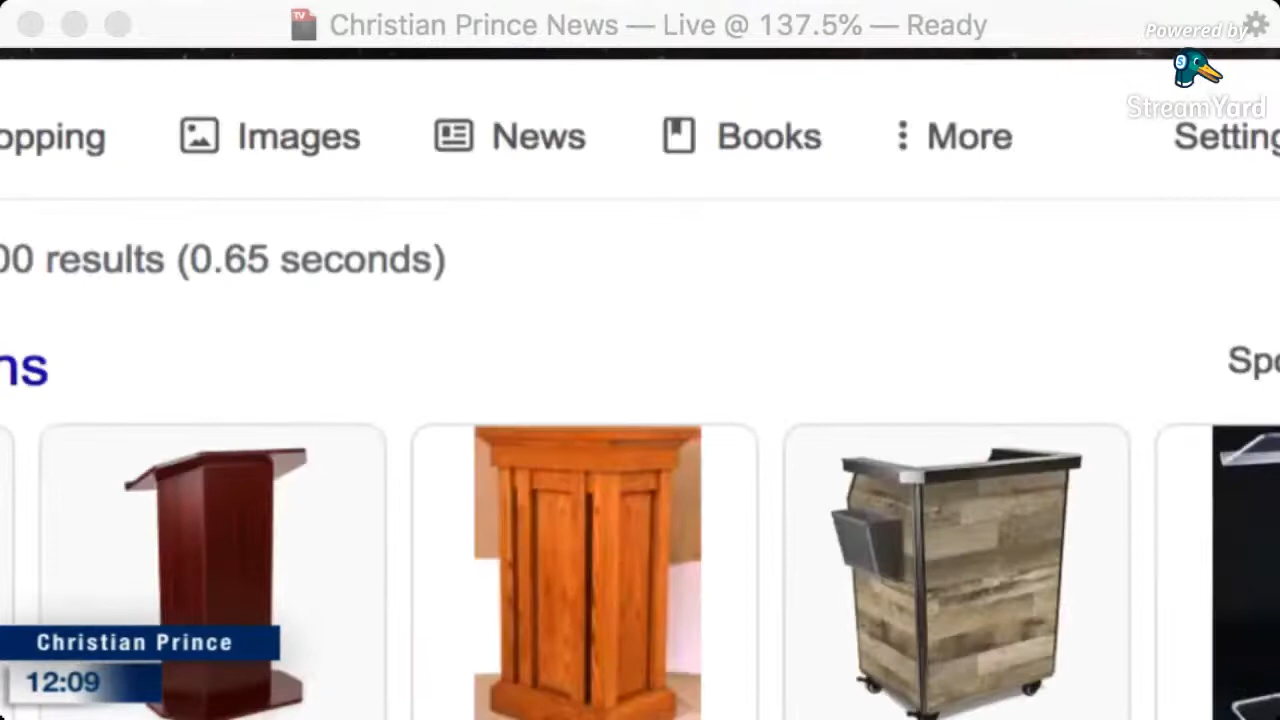 Christian Prince News — Live @ 137.5% — Ready
Powered by
StreamYard
opping Images News Books More Setting
00 results (0.65 seconds)
ns
Spo
Christian Prince
12:09